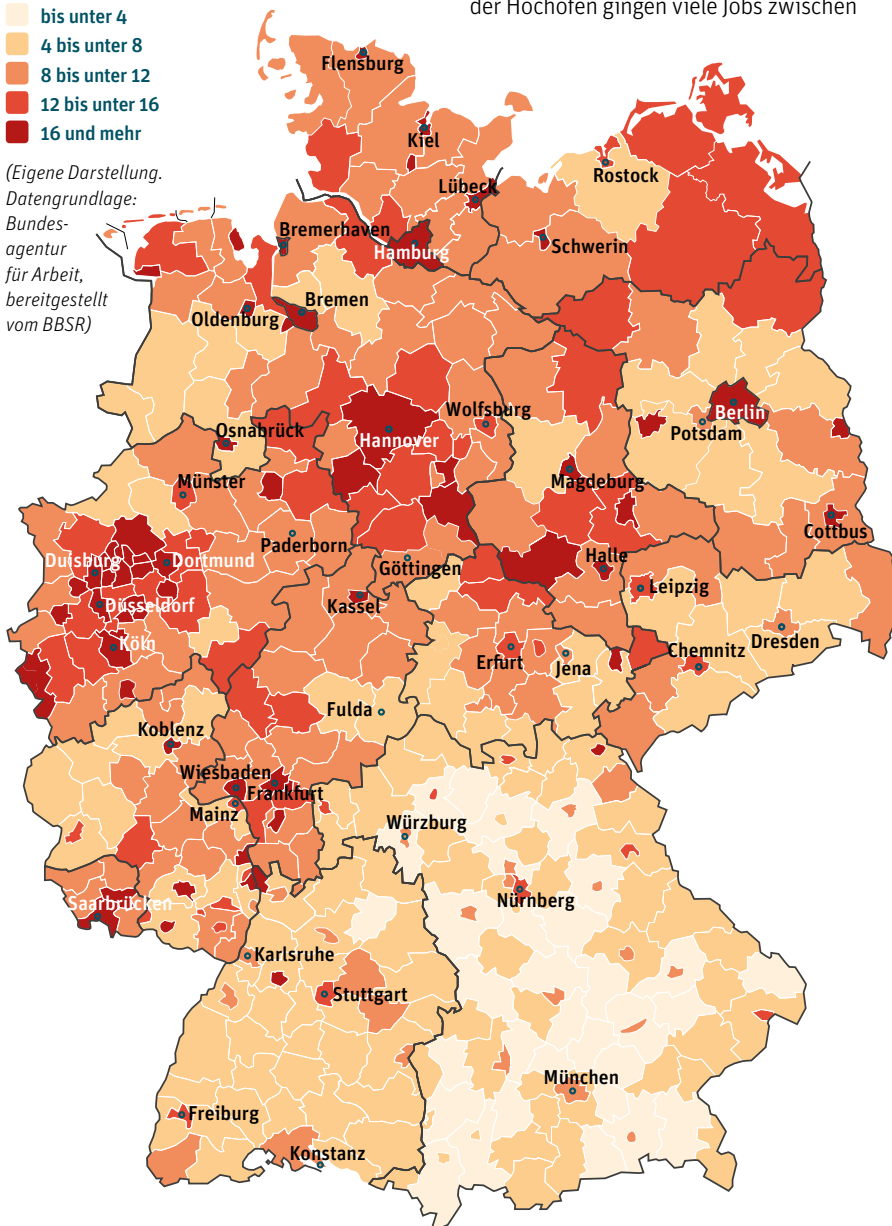 der Hochöfen gingen viele Jobs zwischen
bis unter 4
4 bis unter 8
8 bis unter 12
12 bis unter 16
16 und mehr
(Eigene Darstellung.
Datengrundlage:
Bundes-
agentur
für Arbeit,
bereitgestellt
vom BBSR)
Flensburg
Kiel
Lübeck
Rostock
Bremerhaven
Hamburg
Schwerin
Bremen
Oldenburg
Osnabrück
Wolfsburg
Hannover
Berlin
Potsdam
Münster
Magdeburg
Cottbus
Paderborn
Duisburg
Dortmund
Göttingen
Halle
Kassel
Leipzig
Düsseldorf
Köln
Erfurt
Jena
Chemnitz
Dresden
Fulda
Koblenz
Wiesbaden
Frankfurt
Mainz
Würzburg
Saarbrücken
Nürnberg
Karlsruhe
Stuttgart
München
Freiburg
Konstanz